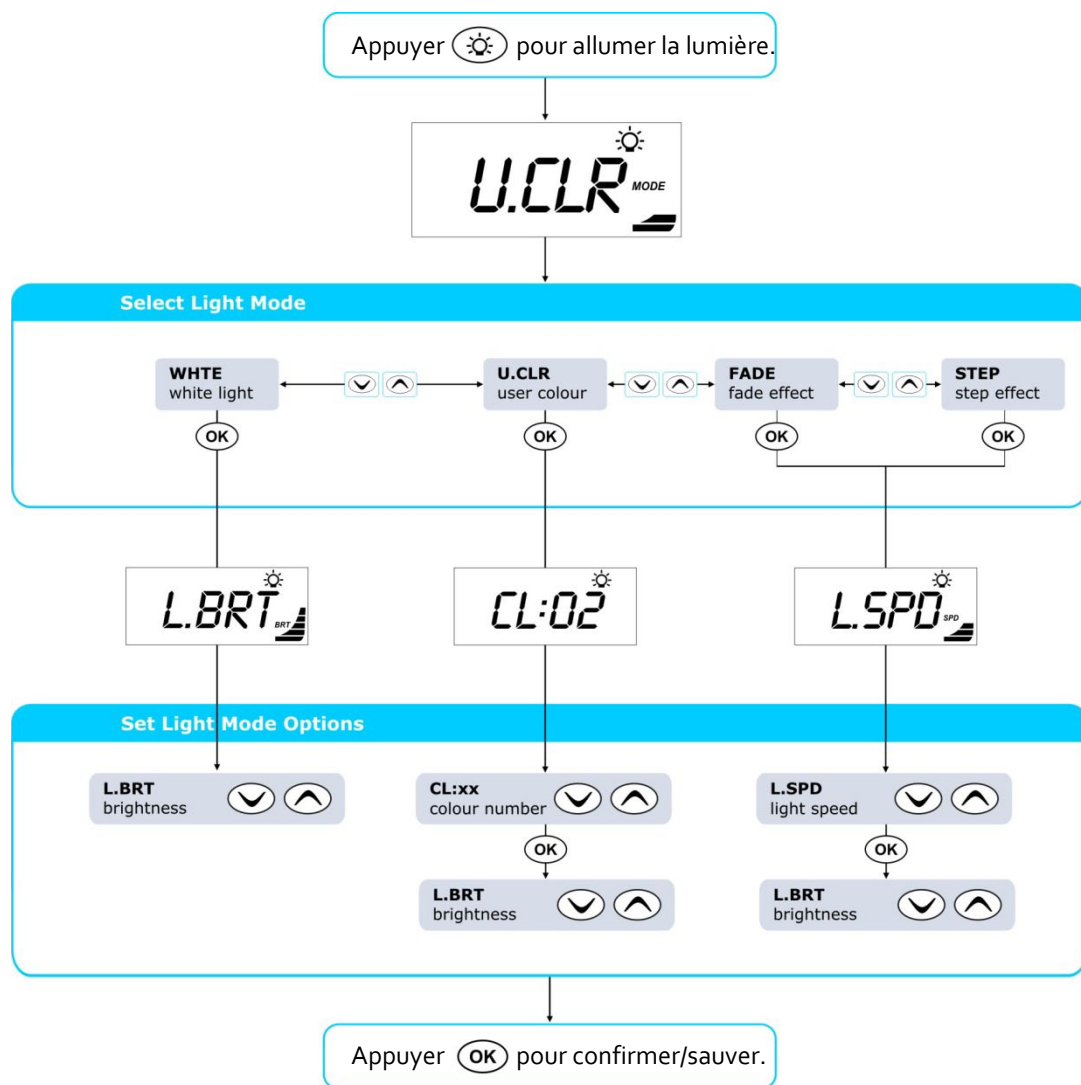 Appuyer pour allumer la lumière.
U.CLR MODE
Select Light Mode
WHTE
white light
U.CLR
user colour
FADE
fade effect
STEP
step effect
OK
OK
OK
OK
L.BRT BRT
CL:02
L.SPD SPD
Set Light Mode Options
L.BRT
brightness
CL:xx
colour number
L.SPD
light speed
OK
OK
L.BRT
brightness
L.BRT
brightness
Appuyer OK pour confirmer/sauver.